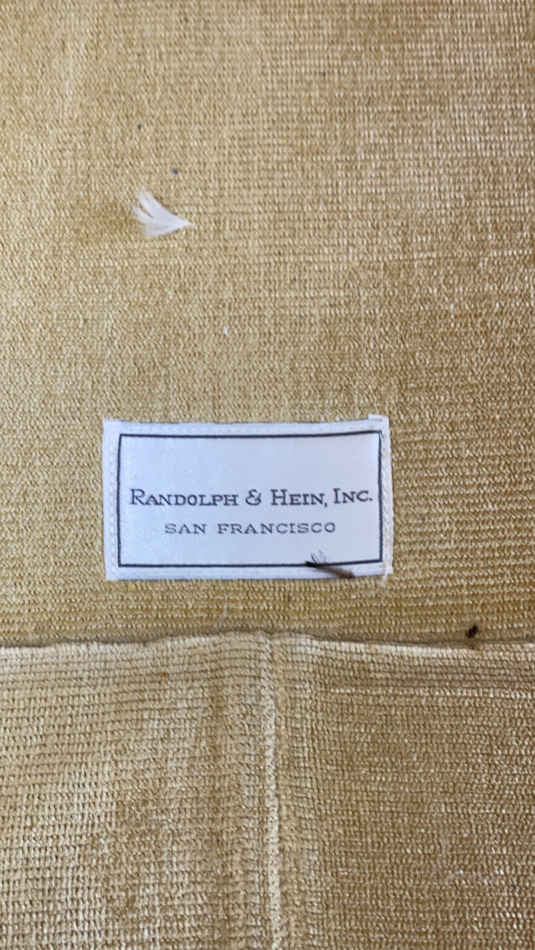 Randolph & Hein, Inc.
SAN FRANCISCO